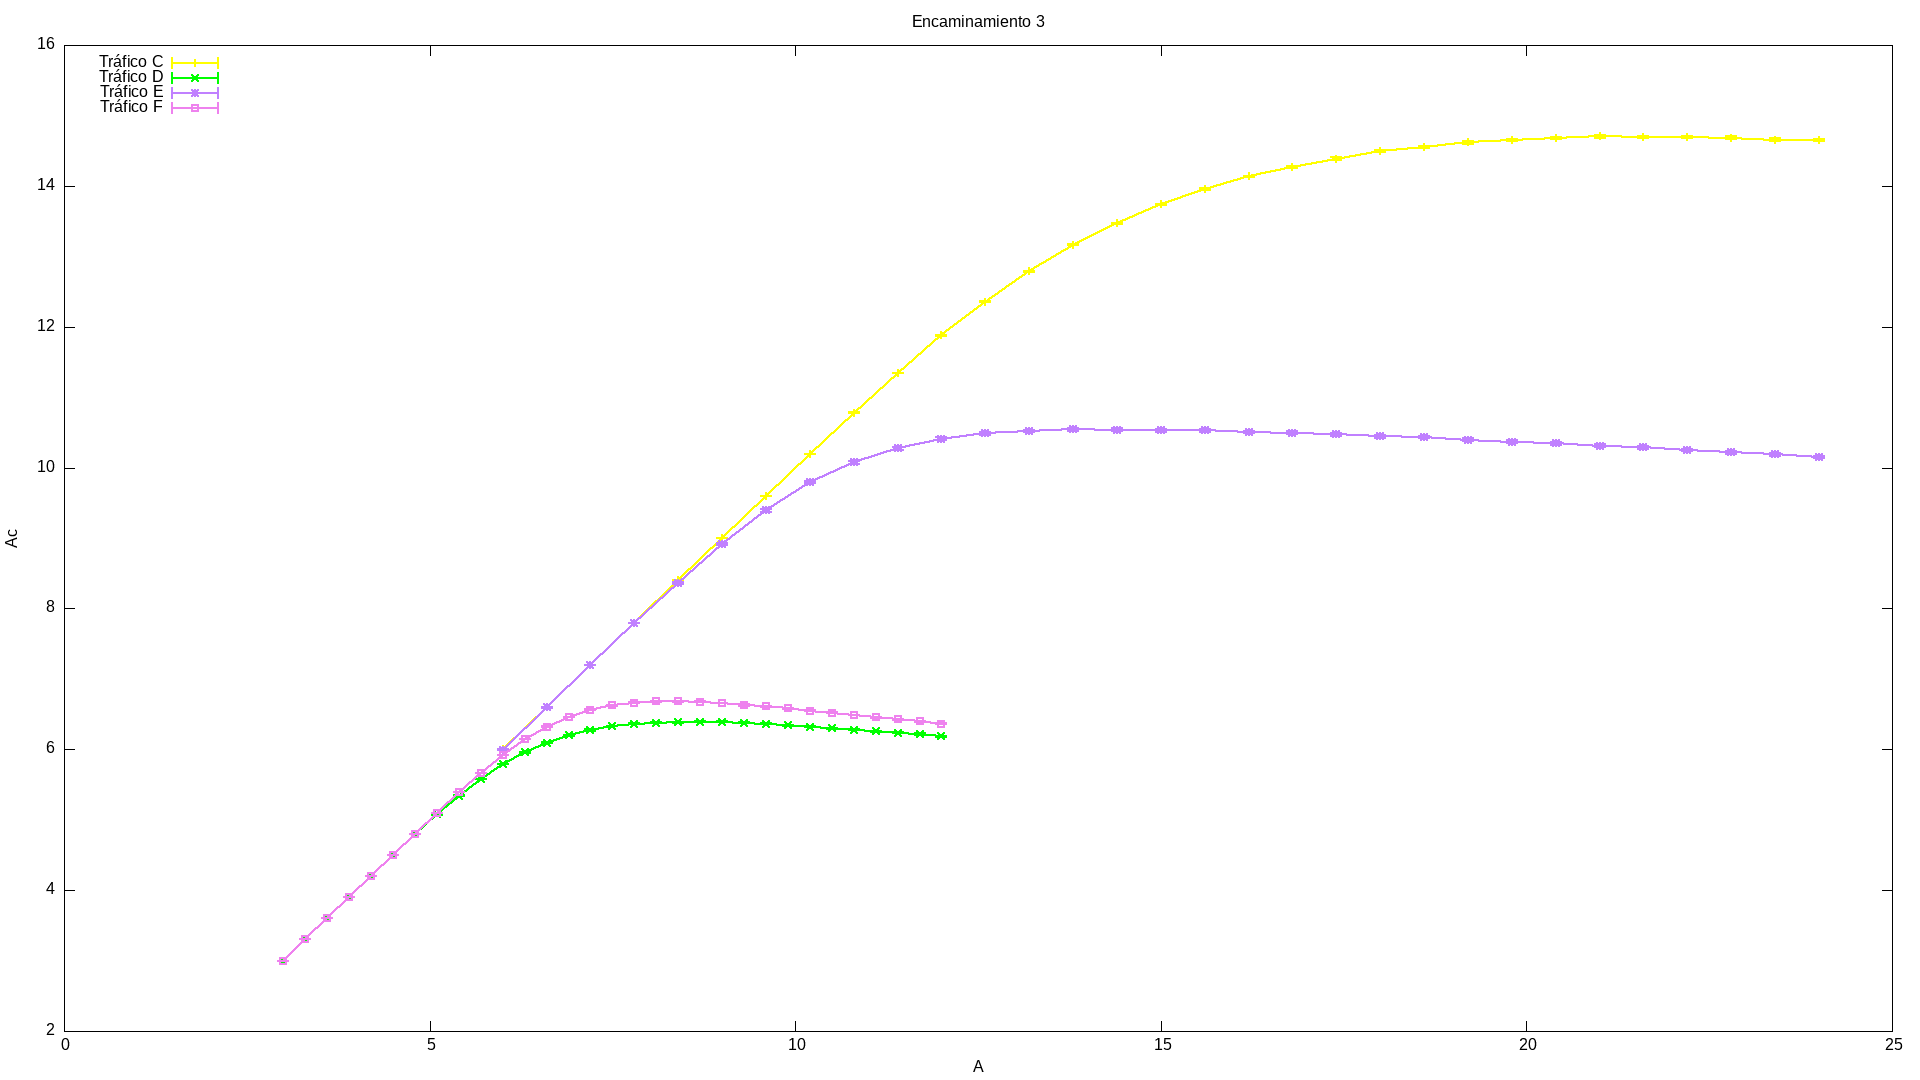 Encaminamiento 3
16
14
12
10
8
6
4
2
Tráfico C
Tráfico D
Tráfico E
Tráfico F
Ac
0 5 10 15 20 25
A